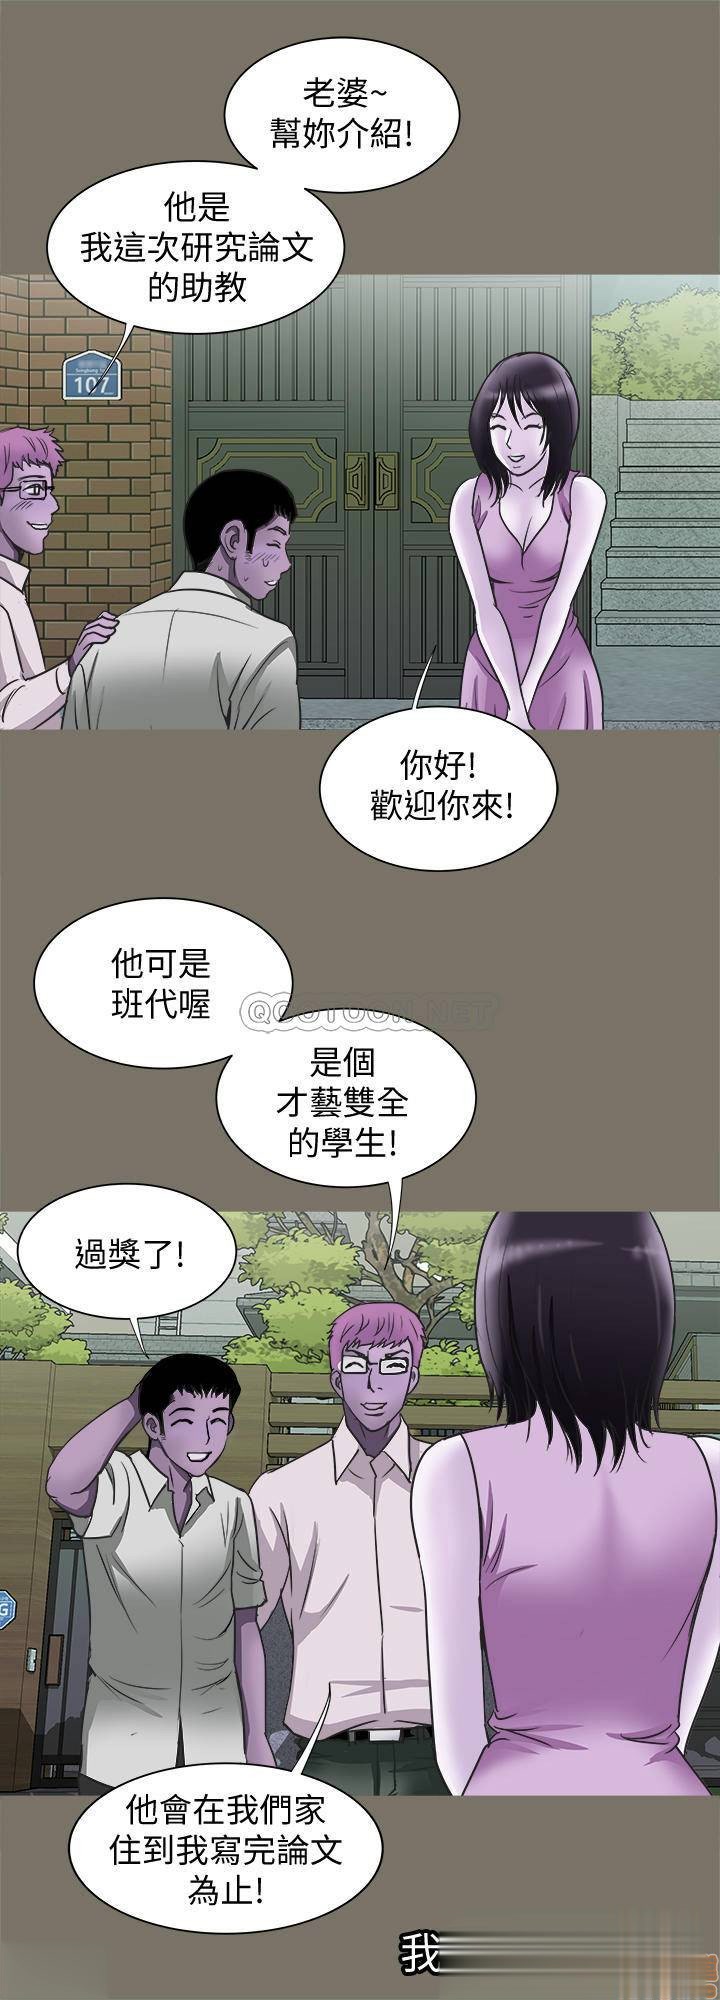 老婆~
幫妳介紹!
他是
我這次研究論文
的助教
107
你好!
歡迎你來!
他可是
班代喔
QCOTOON.NET
是個
才藝雙全
的學生!
過獎了!
他會在我們家
住到我寫完論文
為止!
我